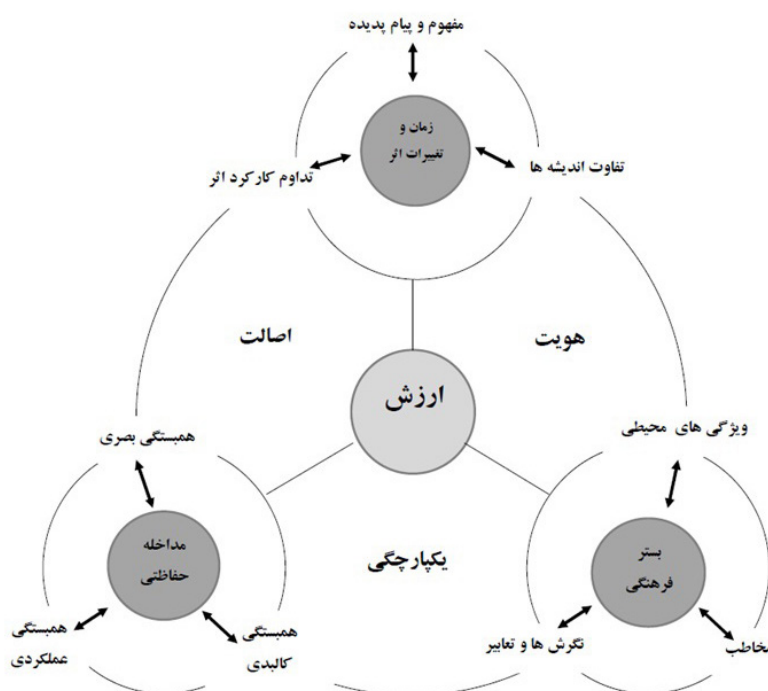 مفهوم و پیام پدیده
زمان و
تغییرات اثر
تفاوت اندیشه ها
تداوم کارکرد اثر
هویت
اصالت
ارزش
ویژگی های محیطی
همبستگی بصری
یکپارچگی
بستر
فرهنگی
مداخله
حفاظتی
مخاطب
نگرش ها و تعابیر
همبستگی
کالبدی
همبستگی
عملکردی